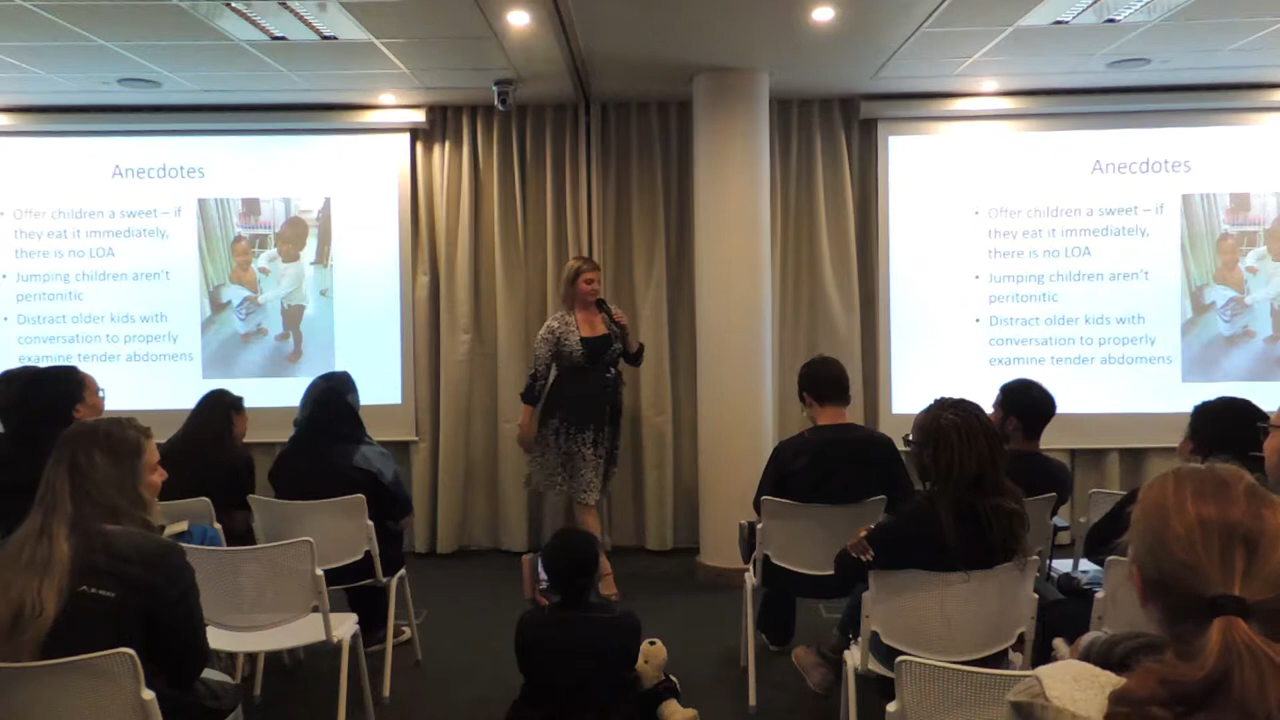 Anecdotes
• Offer children a sweet – if
they eat it immediately,
there is no LOA
• Jumping children aren't
peritonitic
• Distract older kids with
conversation to properly
examine tender abdomens
Anecdotes
• Offer children a sweet – if
they eat it immediately,
there is no LOA
• Jumping children aren't
peritonitic
• Distract older kids with
conversation to properly
examine tender abdomens